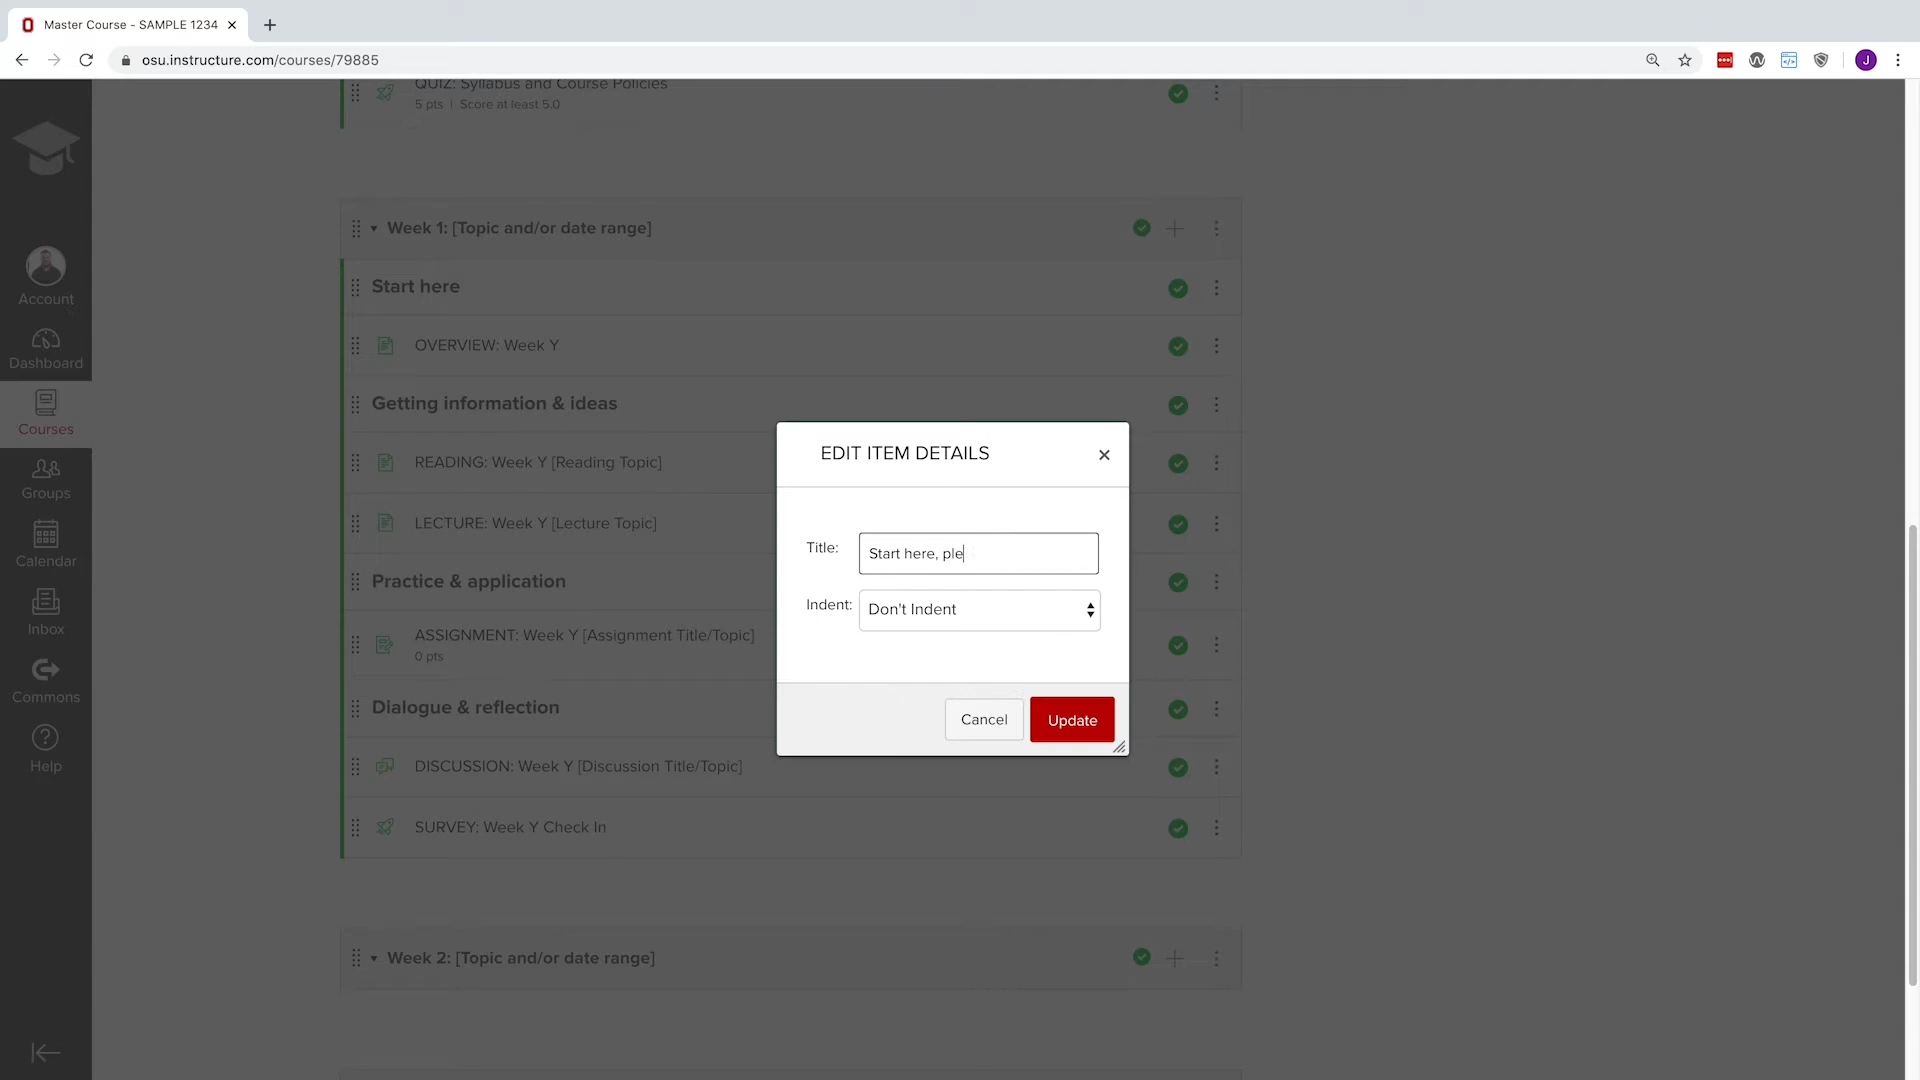 Master Course - SAMPLE 1234
osu.instructure.com/courses/79885
J
QUIZ: Syllabus and Course Policies
5 pts | Score at least 5.0
Week 1: [Topic and/or date range]
Start here
OVERVIEW: Week Y
Getting information & ideas
READING: Week Y [Reading Topic]
LECTURE: Week Y [Lecture Topic]
Practice & application
ASSIGNMENT: Week Y [Assignment Title/Topic]
0 pts
Dialogue & reflection
DISCUSSION: Week Y [Discussion Title/Topic]
SURVEY: Week Y Check In
Week 2: [Topic and/or date range]
Account
Dashboard
Courses
Groups
Calendar
Inbox
Commons
Help
EDIT ITEM DETAILS
Title: Start here, ple
Indent: Don't Indent
Cancel Update